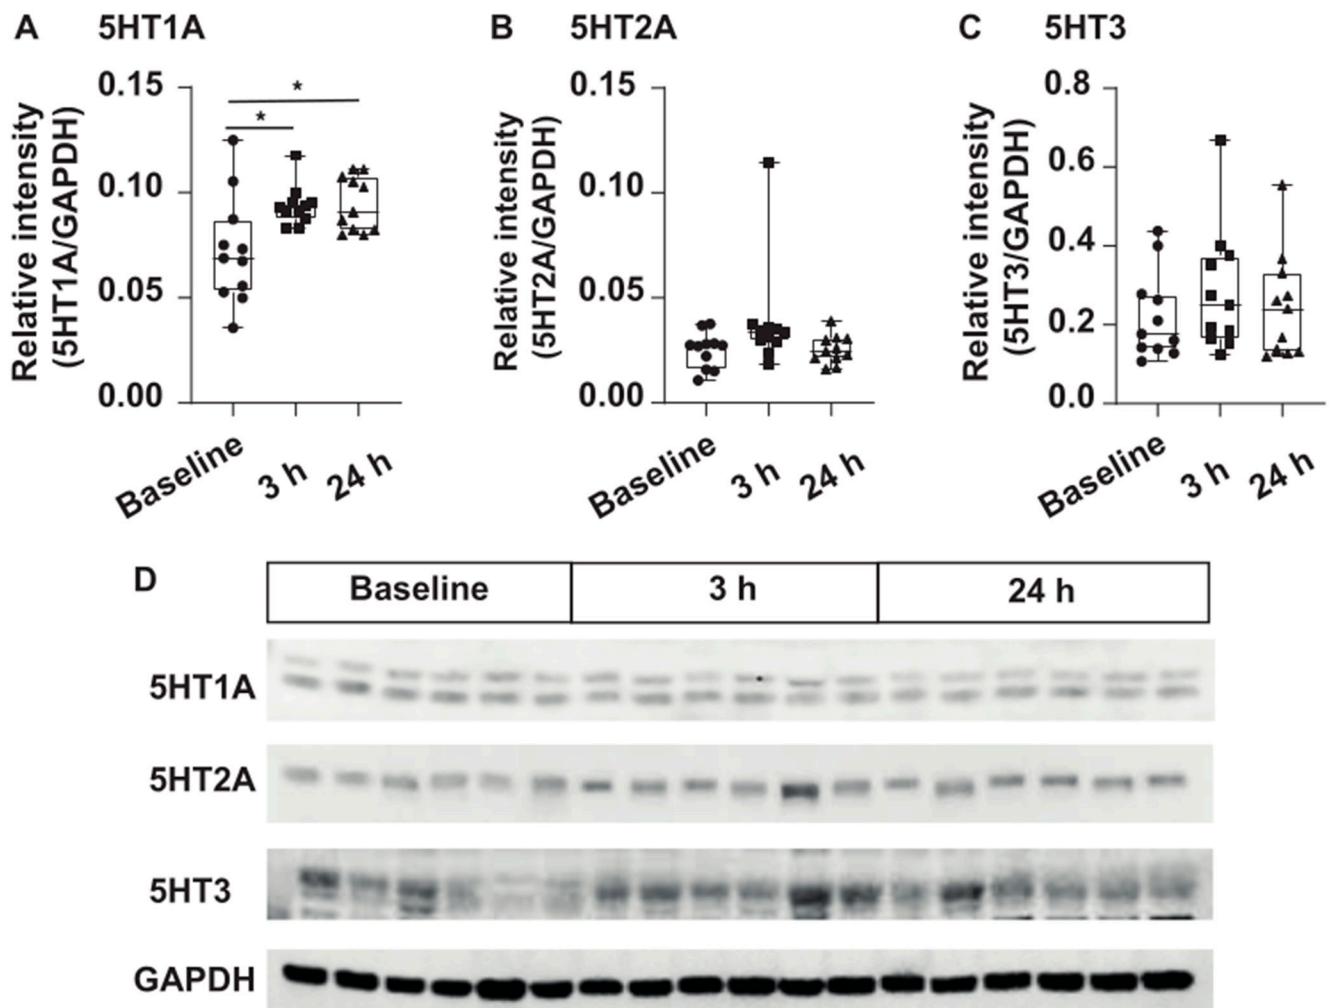 A 5HT1A
B 5HT2A
C 5HT3
Relative intensity
(5HT1A/GAPDH)
0.15
0.10
0.05
0.00
*
*
Baseline
3 h
24 h
Relative intensity
(5HT2A/GAPDH)
0.15
0.10
0.05
0.00
Baseline
3 h
24 h
Relative intensity
(5HT3/GAPDH)
0.8
0.6
0.4
0.2
0.0
Baseline
3 h
24 h
D
Baseline 3 h 24 h
5HT1A
5HT2A
5HT3
GAPDH